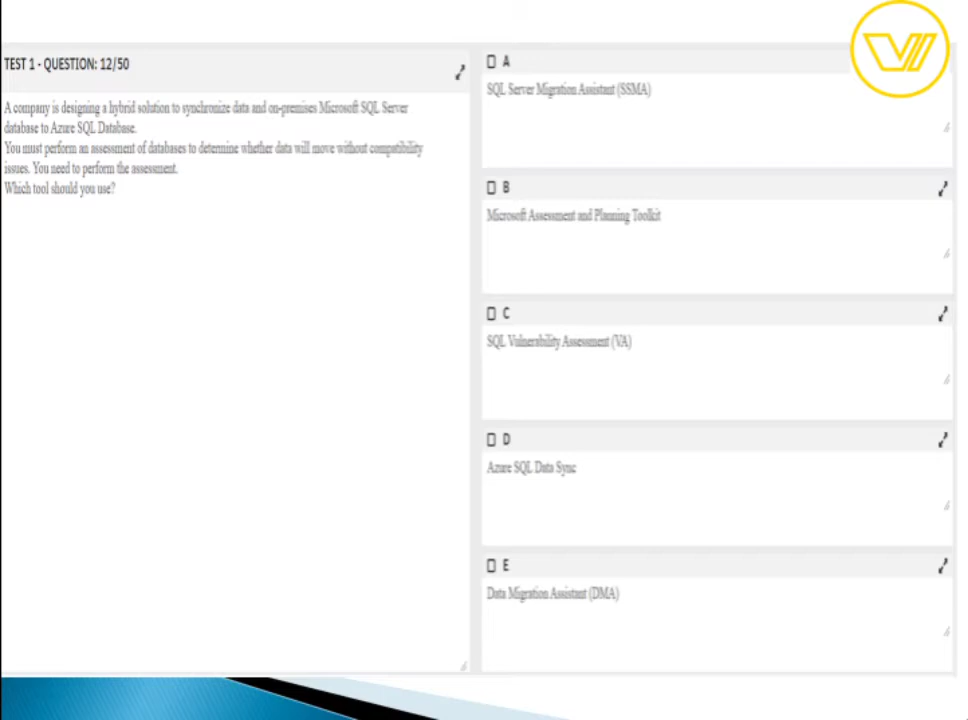 TEST 1 - QUESTION: 12/50
A company is designing a hybrid solution to synchronize data and on-premises Microsoft SQL Server
database to Azure SQL Database.
You must perform an assessment of databases to determine whether data will move without compatibility
issues. You need to perform the assessment.
Which tool should you use?
A
SQL Server Migration Assistant (SSMA)
B
Microsoft Assessment and Planning Toolkit
C
SQL Vulnerability Assessment (VA)
D
Azure SQL Data Sync
E
Data Migration Assistant (DMA)